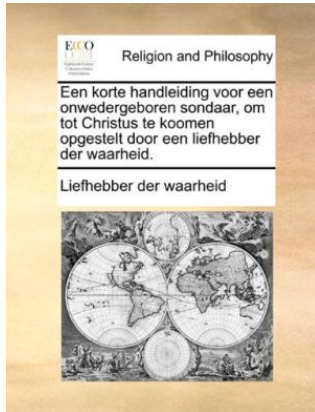 ECCO
Religion and Philosophy
Een korte handleiding voor een
onwedergeboren sondaar, om
tot Christus te koomen
opgestelt door een liefhebber
der waarheid.
Liefhebber der waarheid